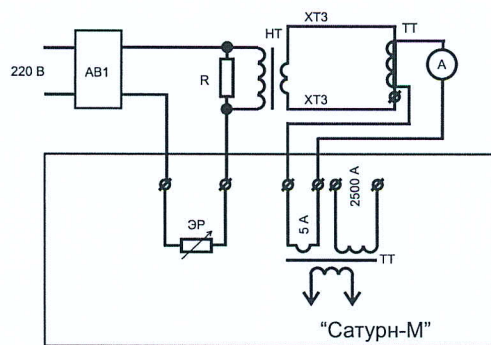 НТ
ХТ3
ТТ
220 В
АВ1
R
А
ХТ3
ЭР
5 А
2500 А
ТТ
"Сатурн-М"